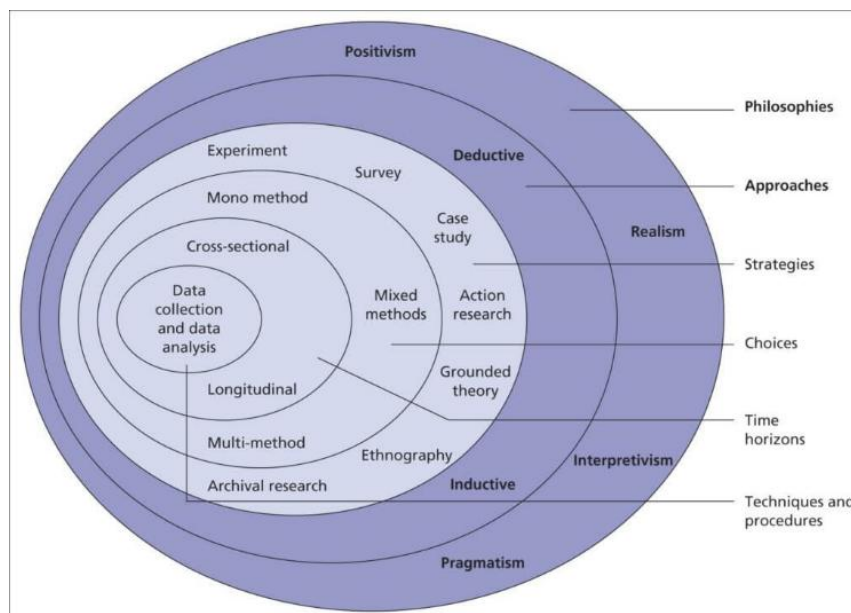 Positivism
Philosophies
Experiment
Deductive
Survey
Approaches
Mono method
Case
study
Realism
Cross-sectional
Strategies
Data
collection
and data
analysis
Mixed
methods
Action
research
Choices
Longitudinal
Grounded
theory
Time
horizons
Multi-method
Ethnography
Interpretivism
Archival research
Inductive
Techniques and
procedures
Pragmatism